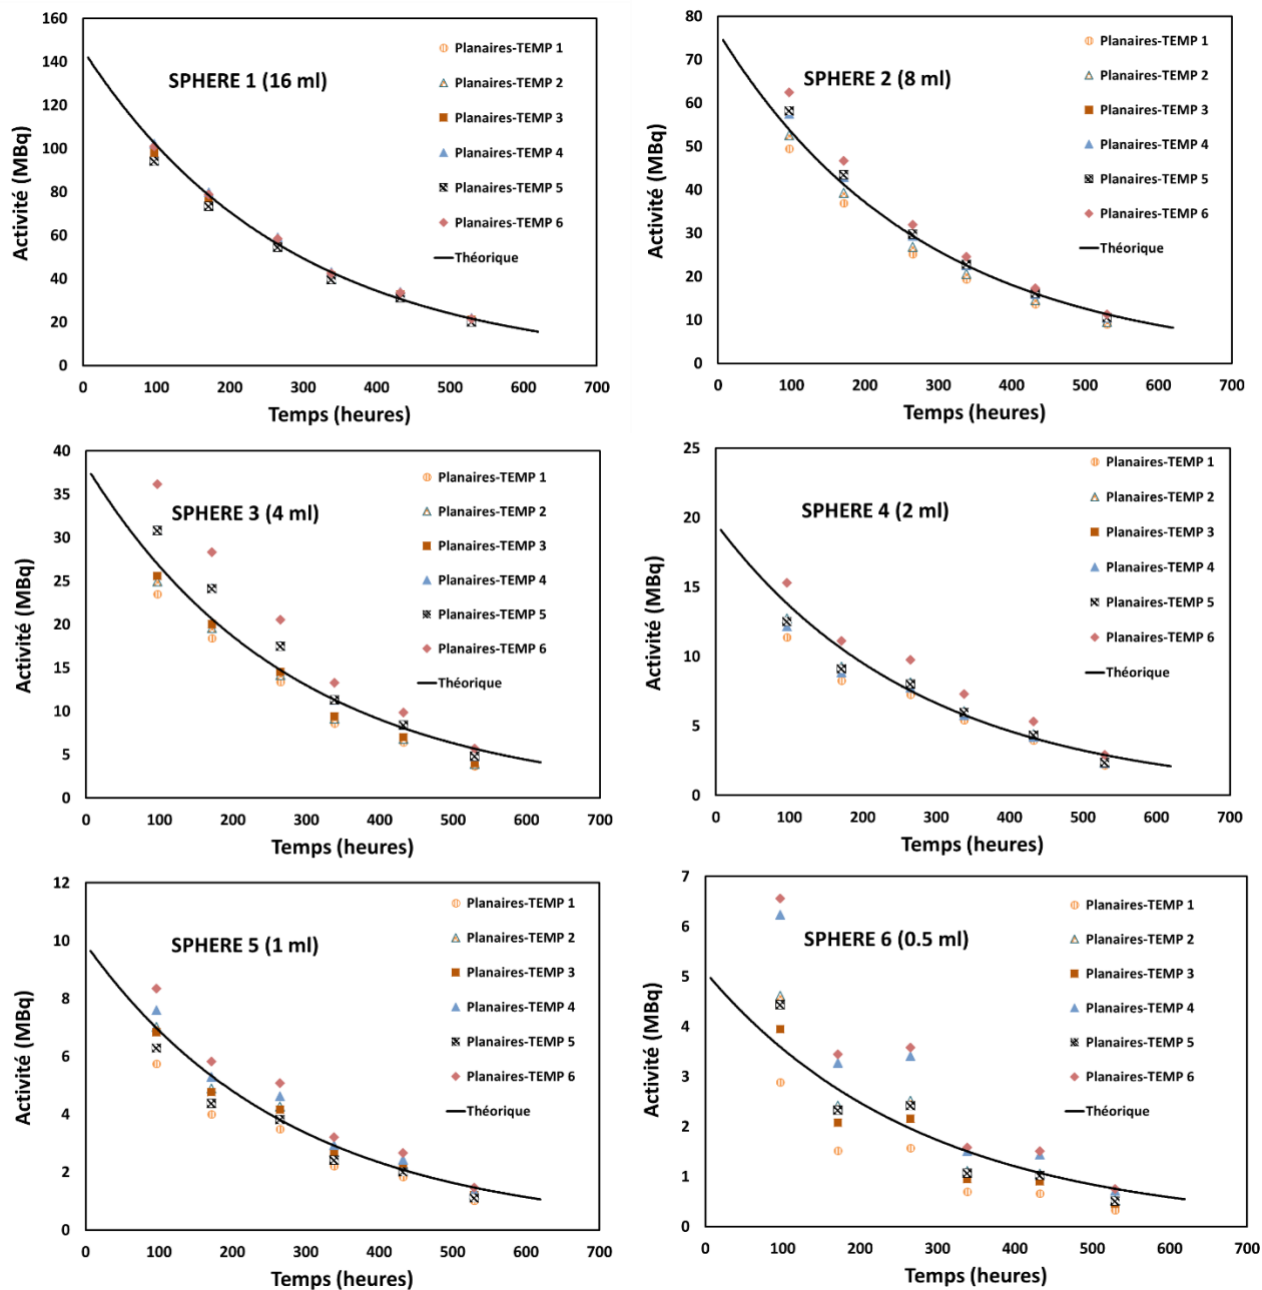 SPHERE 1 (16 ml)
Activité (MBq)
160
140
120
100
80
60
40
20
0
0 100 200 300 400 500 600 700
Temps (heures)
Planaires-TEMP 1
Planaires-TEMP 2
Planaires-TEMP 3
Planaires-TEMP 4
Planaires-TEMP 5
Planaires-TEMP 6
Théorique
SPHERE 2 (8 ml)
Activité (MBq)
80
70
60
50
40
30
20
10
0
0 100 200 300 400 500 600 700
Temps (heures)
Planaires-TEMP 1
Planaires-TEMP 2
Planaires-TEMP 3
Planaires-TEMP 4
Planaires-TEMP 5
Planaires-TEMP 6
Théorique
SPHERE 3 (4 ml)
Activité (MBq)
40
35
30
25
20
15
10
5
0
0 100 200 300 400 500 600 700
Temps (heures)
Planaires-TEMP 1
Planaires-TEMP 2
Planaires-TEMP 3
Planaires-TEMP 4
Planaires-TEMP 5
Planaires-TEMP 6
Théorique
SPHERE 4 (2 ml)
Activité (MBq)
25
20
15
10
5
0
0 100 200 300 400 500 600 700
Temps (heures)
Planaires-TEMP 1
Planaires-TEMP 2
Planaires-TEMP 3
Planaires-TEMP 4
Planaires-TEMP 5
Planaires-TEMP 6
Théorique
SPHERE 5 (1 ml)
Activité (MBq)
12
10
8
6
4
2
0
0 100 200 300 400 500 600 700
Temps (heures)
Planaires-TEMP 1
Planaires-TEMP 2
Planaires-TEMP 3
Planaires-TEMP 4
Planaires-TEMP 5
Planaires-TEMP 6
Théorique
SPHERE 6 (0.5 ml)
Activité (MBq)
7
6
5
4
3
2
1
0
0 100 200 300 400 500 600 700
Temps (heures)
Planaires-TEMP 1
Planaires-TEMP 2
Planaires-TEMP 3
Planaires-TEMP 4
Planaires-TEMP 5
Planaires-TEMP 6
Théorique